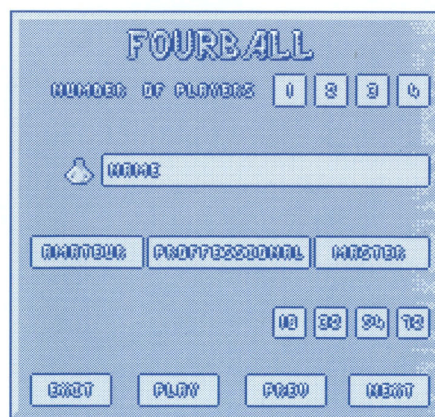 FOURBALL
NUMBER OF PLAYERS 1 2 3 4
NAME
AMATEUR PROFFESSIONAL MASTER
18 36 54 72
EXIT PLAY PREV NEXT